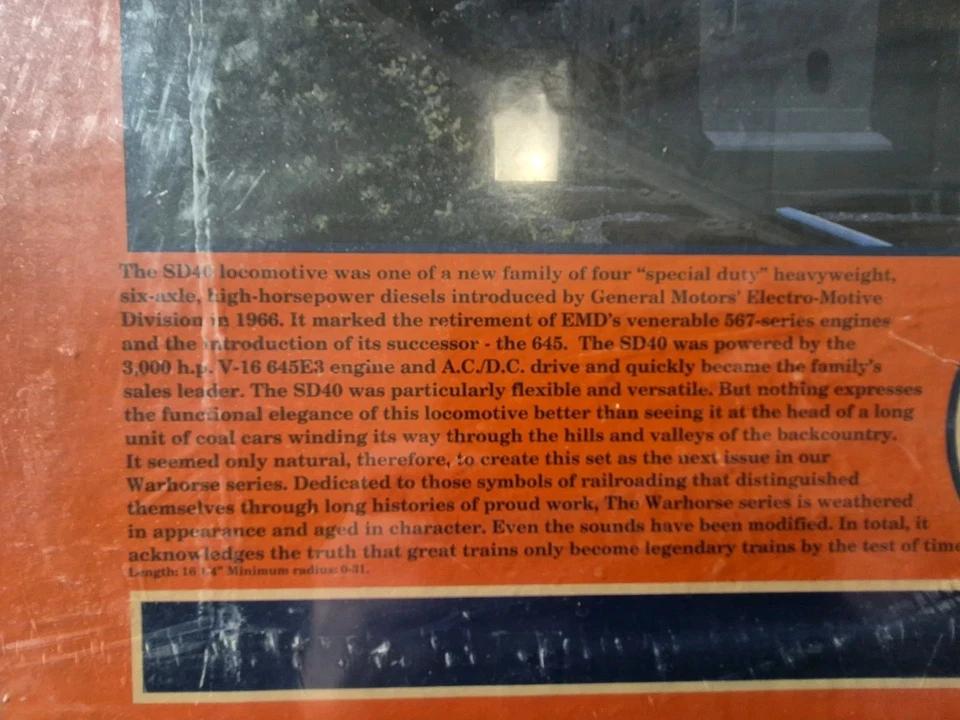 The SD40 locomotive was one of a new family of four “special duty” heavyweight,
six-axle, high-horsepower diesels introduced by General Motors' Electro-Motive
Division in 1966. It marked the retirement of EMD's venerable 567-series engines
and the introduction of its successor - the 645. The SD40 was powered by the
3,000 h.p. V-16 645E3 engine and A.C./D.C. drive and quickly became the family's
sales leader. The SD40 was particularly flexible and versatile. But nothing expresses
the functional elegance of this locomotive better than seeing it at the head of a long
unit of coal cars winding its way through the hills and valleys of the backcountry.
It seemed only natural, therefore, to create this set as the next issue in our
Warhorse series. Dedicated to those symbols of railroading that distinguished
themselves through long histories of proud work, The Warhorse series is weathered
in appearance and aged in character. Even the sounds have been modified. In total, it
acknowledges the truth that great trains only become legendary trains by the test of time
Length: 16 1/4" Minimum radius: 0-31.